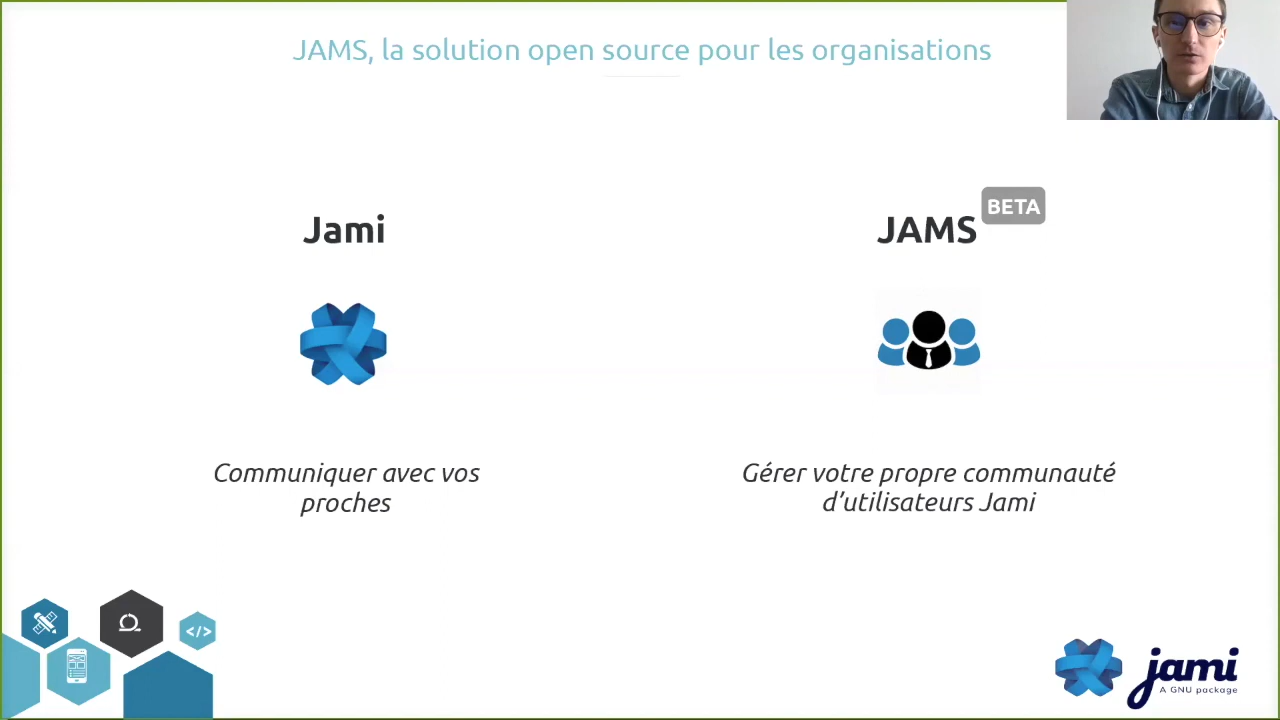 JAMS, la solution open source pour les organisations
Jami
JAMS
BETA
Communiquer avec vos
proches
Gérer votre propre communauté
d’utilisateurs Jami
</>
jami
A GNU package